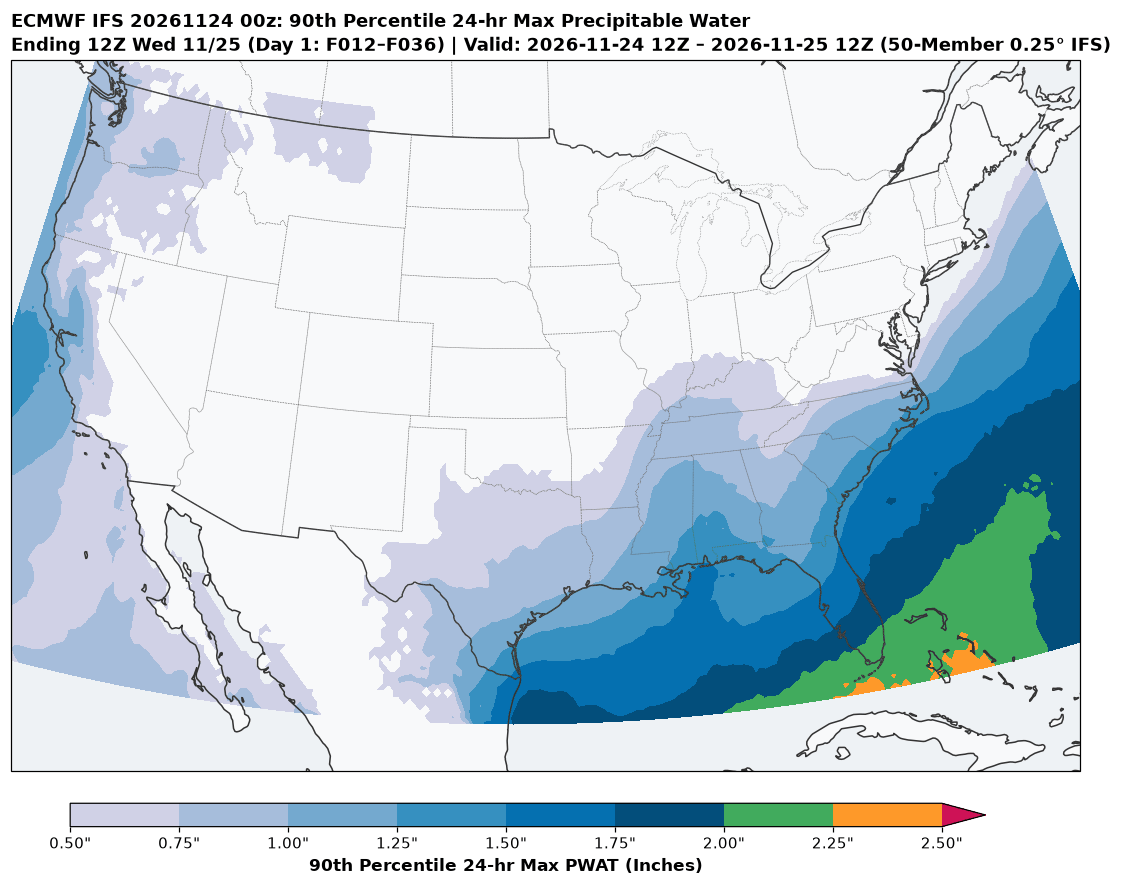 ECMWF IFS 20261124 00z: 90th Percentile 24-hr Max Precipitable Water
Ending 12Z Wed 11/25 (Day 1: F012–F036) | Valid: 2026-11-24 12Z – 2026-11-25 12Z (50-Member 0.25° IFS)
0.50" 0.75" 1.00" 1.25" 1.50" 1.75" 2.00" 2.25" 2.50"
90th Percentile 24-hr Max PWAT (Inches)